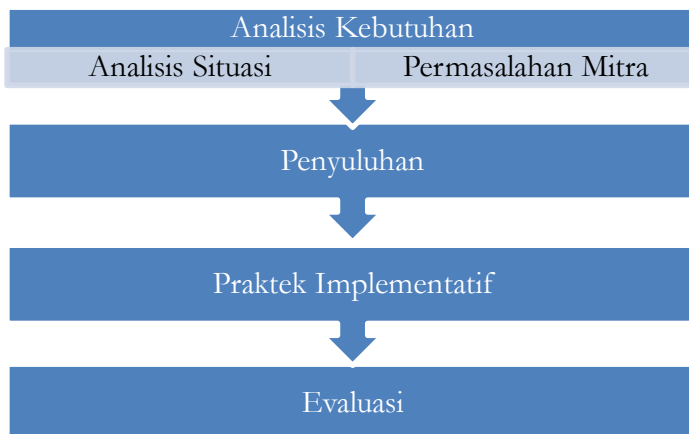 Analisis Kebutuhan
Analisis Situasi
Permasalahan Mitra
Penyuluhan
Praktek Implementatif
Evaluasi